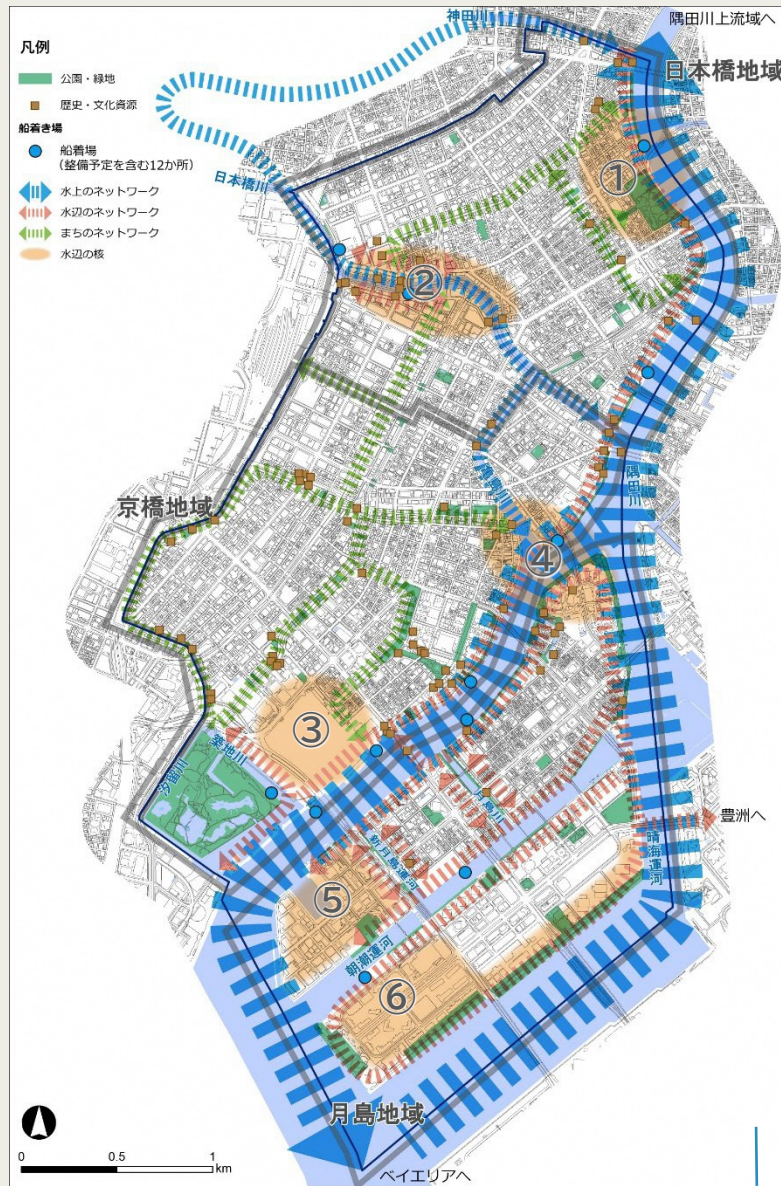 凡例
公園・緑地
歴史・文化資源
船着き場
船着場
(整備予定を含む12か所)
水上のネットワーク
水辺のネットワーク
まちのネットワーク
水辺の核
神田川
隅田川上流域へ
日本橋地域
日本橋川
①
②
京橋地域
亀島川
隅田川
④
③
築地川
汐留川
月島川
豊洲へ
新月島運河
晴海運河
⑤
朝潮運河
⑥
月島地域
ベイエリアへ
0 0.5 1
km